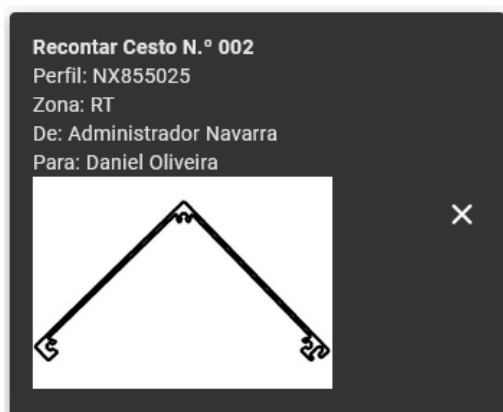 Recontar Cesto N.º 002
Perfil: NX855025
Zona: RT
De: Administrador Navarra
Para: Daniel Oliveira